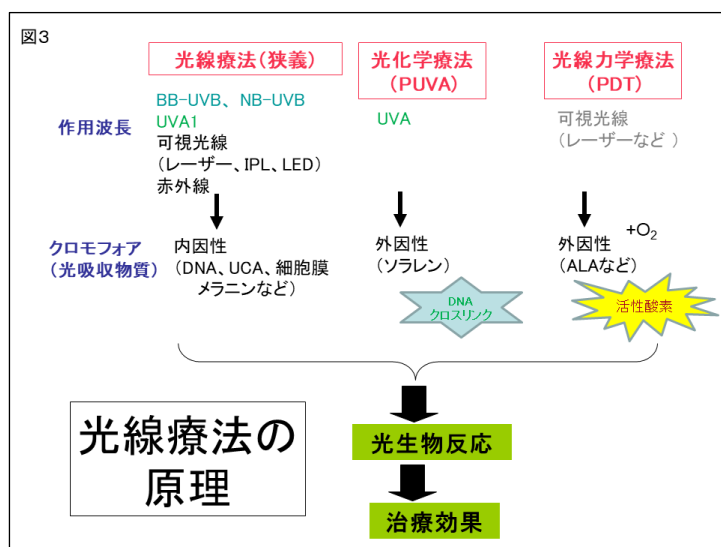 図3
光線療法(狭義)
光化学療法
(PUVA)
光線力学療法
(PDT)
作用波長
BB-UVB、 NB-UVB
UVA1
可視光線
(レーザー、IPL、LED)
赤外線
UVA
可視光線
(レーザーなど )
クロモフォア
(光吸収物質)
内因性
(DNA、UCA、細胞膜
メラニンなど)
外因性
(ソラレン)
外因性
(ALAなど)
+O₂
DNA
クロスリンク
活性酸素
光線療法の
原理
光生物反応
治療効果